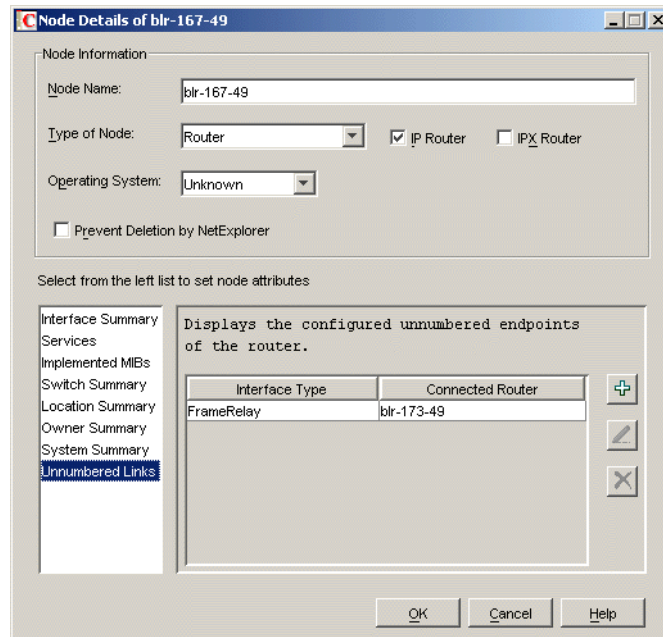 Node Details of blr-167-49
Node Information
Node Name:
blr-167-49
Type of Node:
Router
IP Router
IPX Router
Operating System:
Unknown
Prevent Deletion by NetExplorer
Select from the left list to set node attributes
Interface Summary
Services
Implemented MIBs
Switch Summary
Location Summary
Owner Summary
System Summary
Unnumbered Links
Displays the configured unnumbered endpoints
of the router.
Interface Type Connected Router
FrameRelay blr-173-49
OK Cancel Help